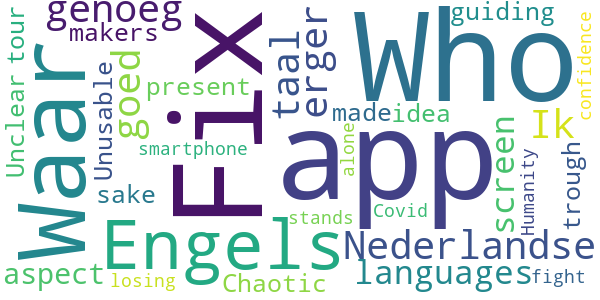 genoeg
makers
Fix
taal
erger
Who
guiding
confidence
Unclear tour
Waar
Unusable
goed
present
made
idea
Ik
smartphone
alone
app
screen
Humanity
trough
sake
Engels
stands
Covid
Nederlandse
aspect
losing
Chaotic
languages
fight